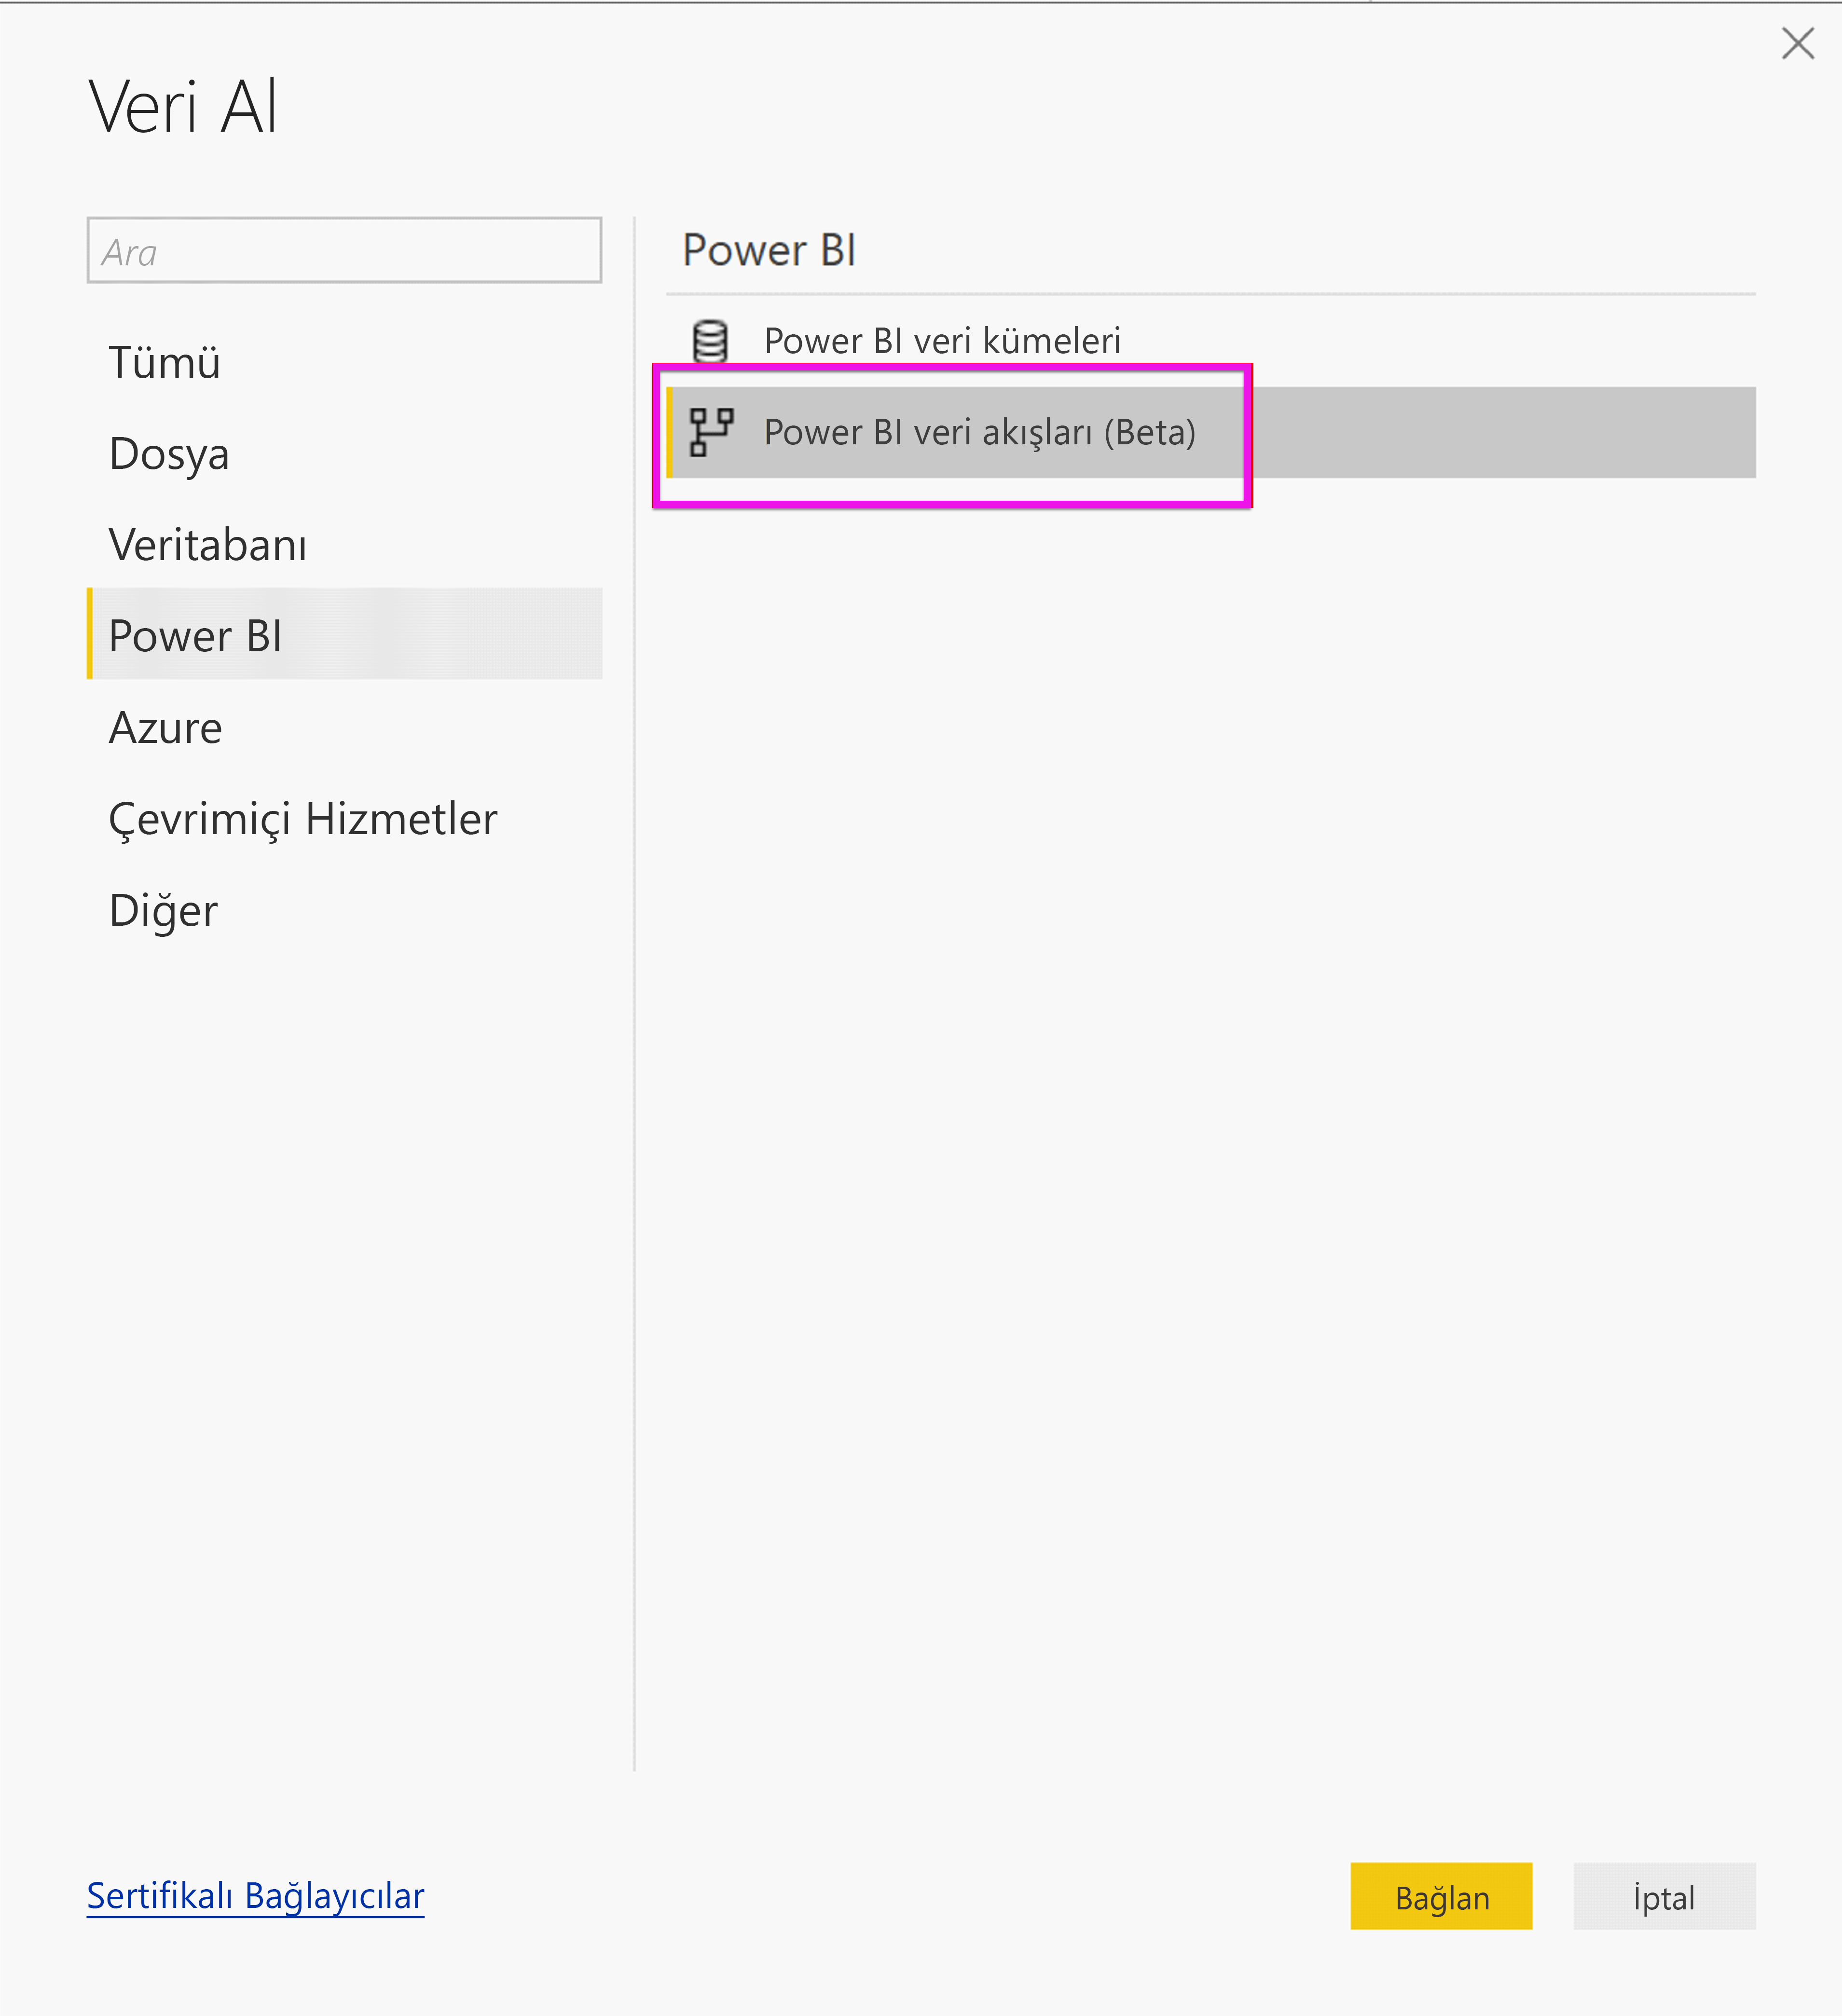 Veri Al
Ara
Tümü
Dosya
Veritabanı
Power BI
Azure
Çevrimiçi Hizmetler
Diğer
Power BI
Power BI veri kümeleri
Power BI veri akışları (Beta)
Sertifikalı Bağlayıcılar
Bağlan
İptal